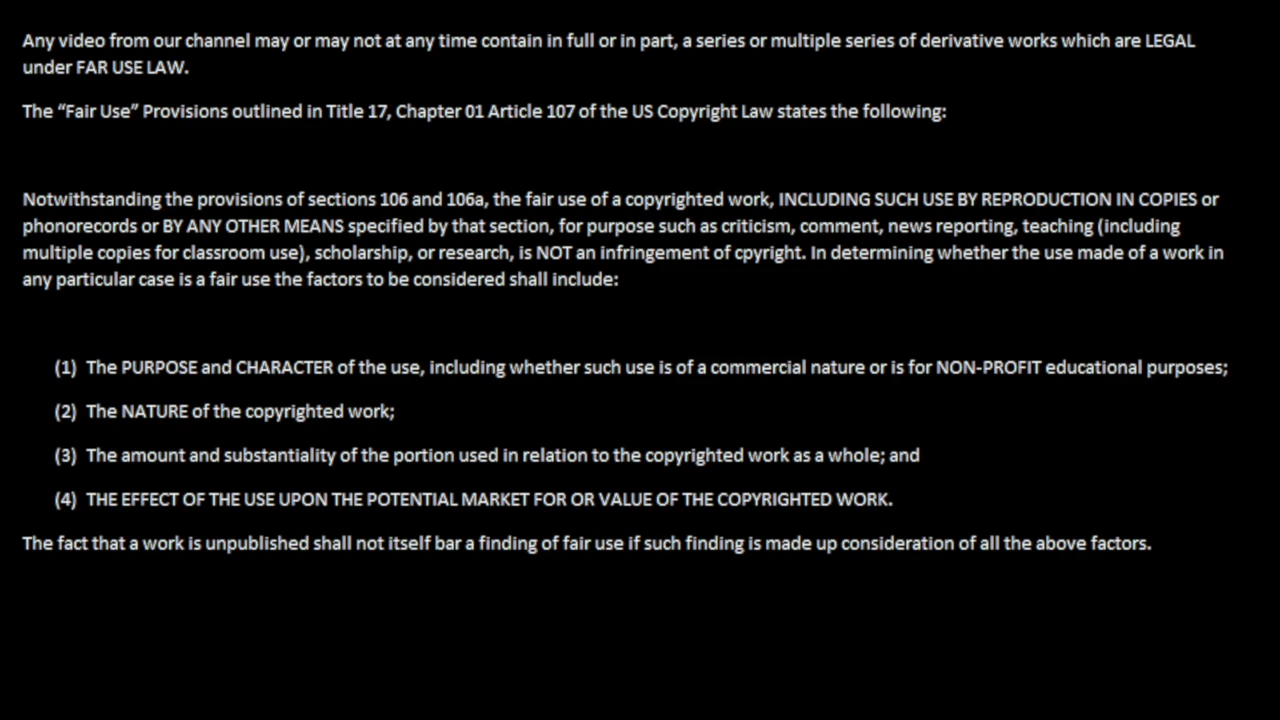 Any video from our channel may or may not at any time contain in full or in part, a series or multiple series of derivative works which are LEGAL
under FAR USE LAW.
The “Fair Use” Provisions outlined in Title 17, Chapter 01 Article 107 of the US Copyright Law states the following:
Notwithstanding the provisions of sections 106 and 106a, the fair use of a copyrighted work, INCLUDING SUCH USE BY REPRODUCTION IN COPIES or
phonorecords or BY ANY OTHER MEANS specified by that section, for purpose such as criticism, comment, news reporting, teaching (including
multiple copies for classroom use), scholarship, or research, is NOT an infringement of cpyright. In determining whether the use made of a work in
any particular case is a fair use the factors to be considered shall include:
(1) The PURPOSE and CHARACTER of the use, including whether such use is of a commercial nature or is for NON-PROFIT educational purposes;
(2) The NATURE of the copyrighted work;
(3) The amount and substantiality of the portion used in relation to the copyrighted work as a whole; and
(4) THE EFFECT OF THE USE UPON THE POTENTIAL MARKET FOR OR VALUE OF THE COPYRIGHTED WORK.
The fact that a work is unpublished shall not itself bar a finding of fair use if such finding is made up consideration of all the above factors.